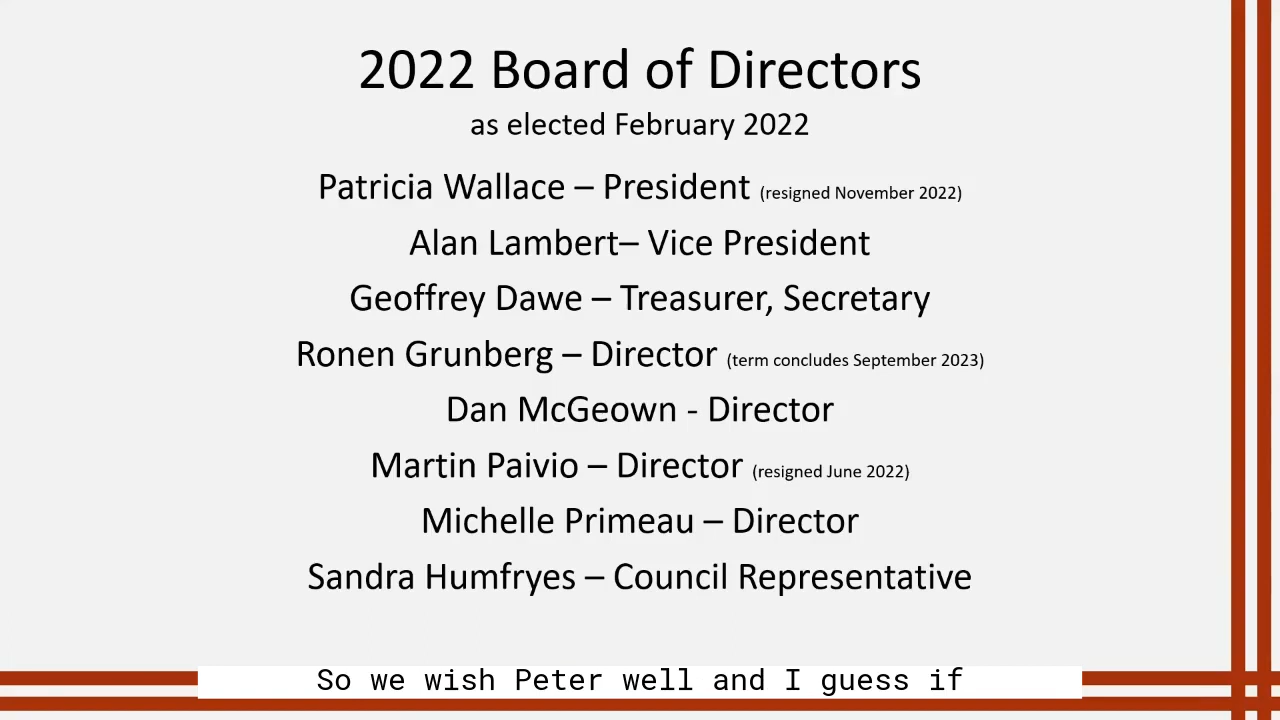 2022 Board of Directors
as elected February 2022
Patricia Wallace – President (resigned November 2022)
Alan Lambert– Vice President
Geoffrey Dawe – Treasurer, Secretary
Ronen Grunberg – Director (term concludes September 2023)
Dan McGeown - Director
Martin Paivio – Director (resigned June 2022)
Michelle Primeau – Director
Sandra Humfryes – Council Representative
So we wish Peter well and I guess if